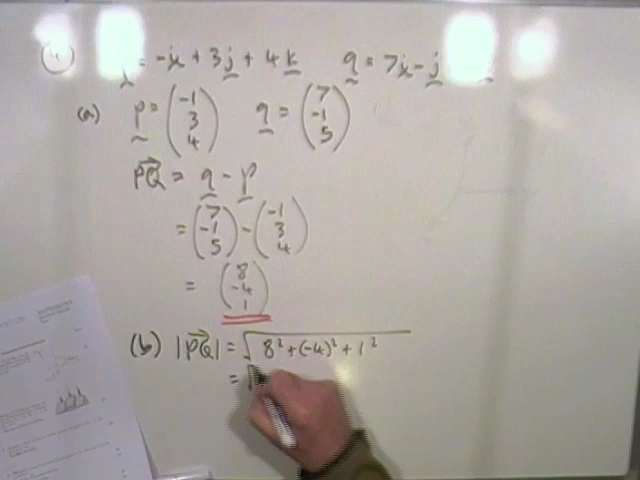 4
= -i + 3j + 4k    q = 7i - j
(a) p = (-1 3 4)    q = (7 -1 5)
PQ = q - p
= (7 -1 5) - (-1 3 4)
= (8 -4 1)
(b) |PQ| = √8² + (-4)² + 1²
= √